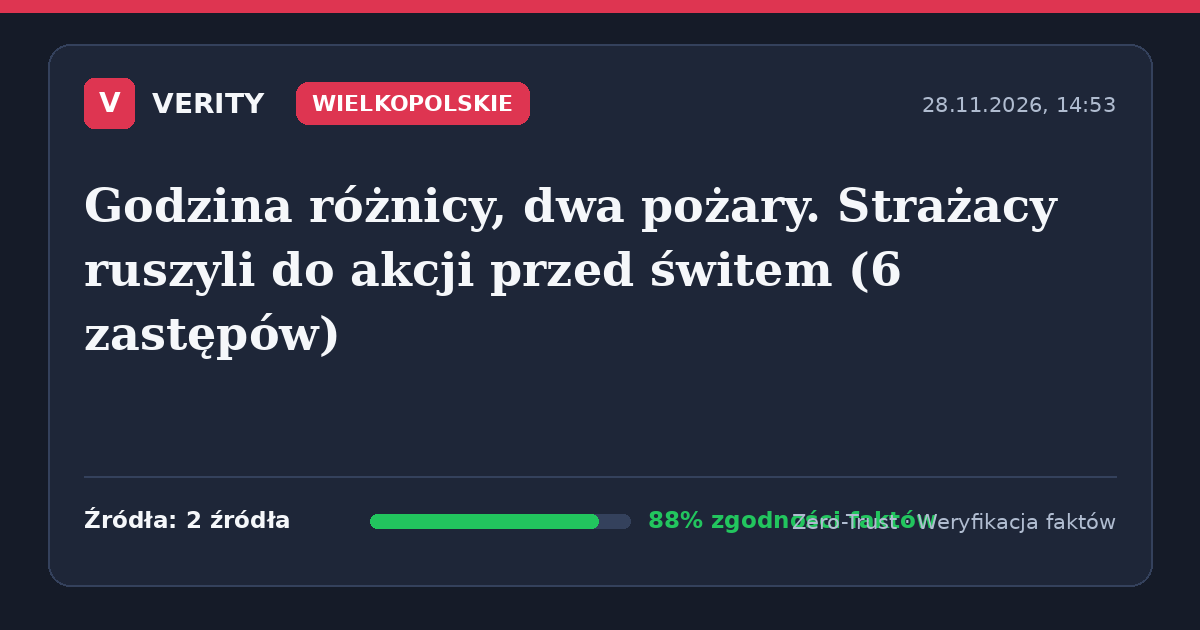 V VERITY WIELKOPOLSKIE 28.11.2026, 14:53
Godzina różnicy, dwa pożary. Strażacy
ruszyli do akcji przed świtem (6
zastępów)
Źródła: 2 źródła 88% zgodności faktów Zero-Trust · Weryfikacja faktów